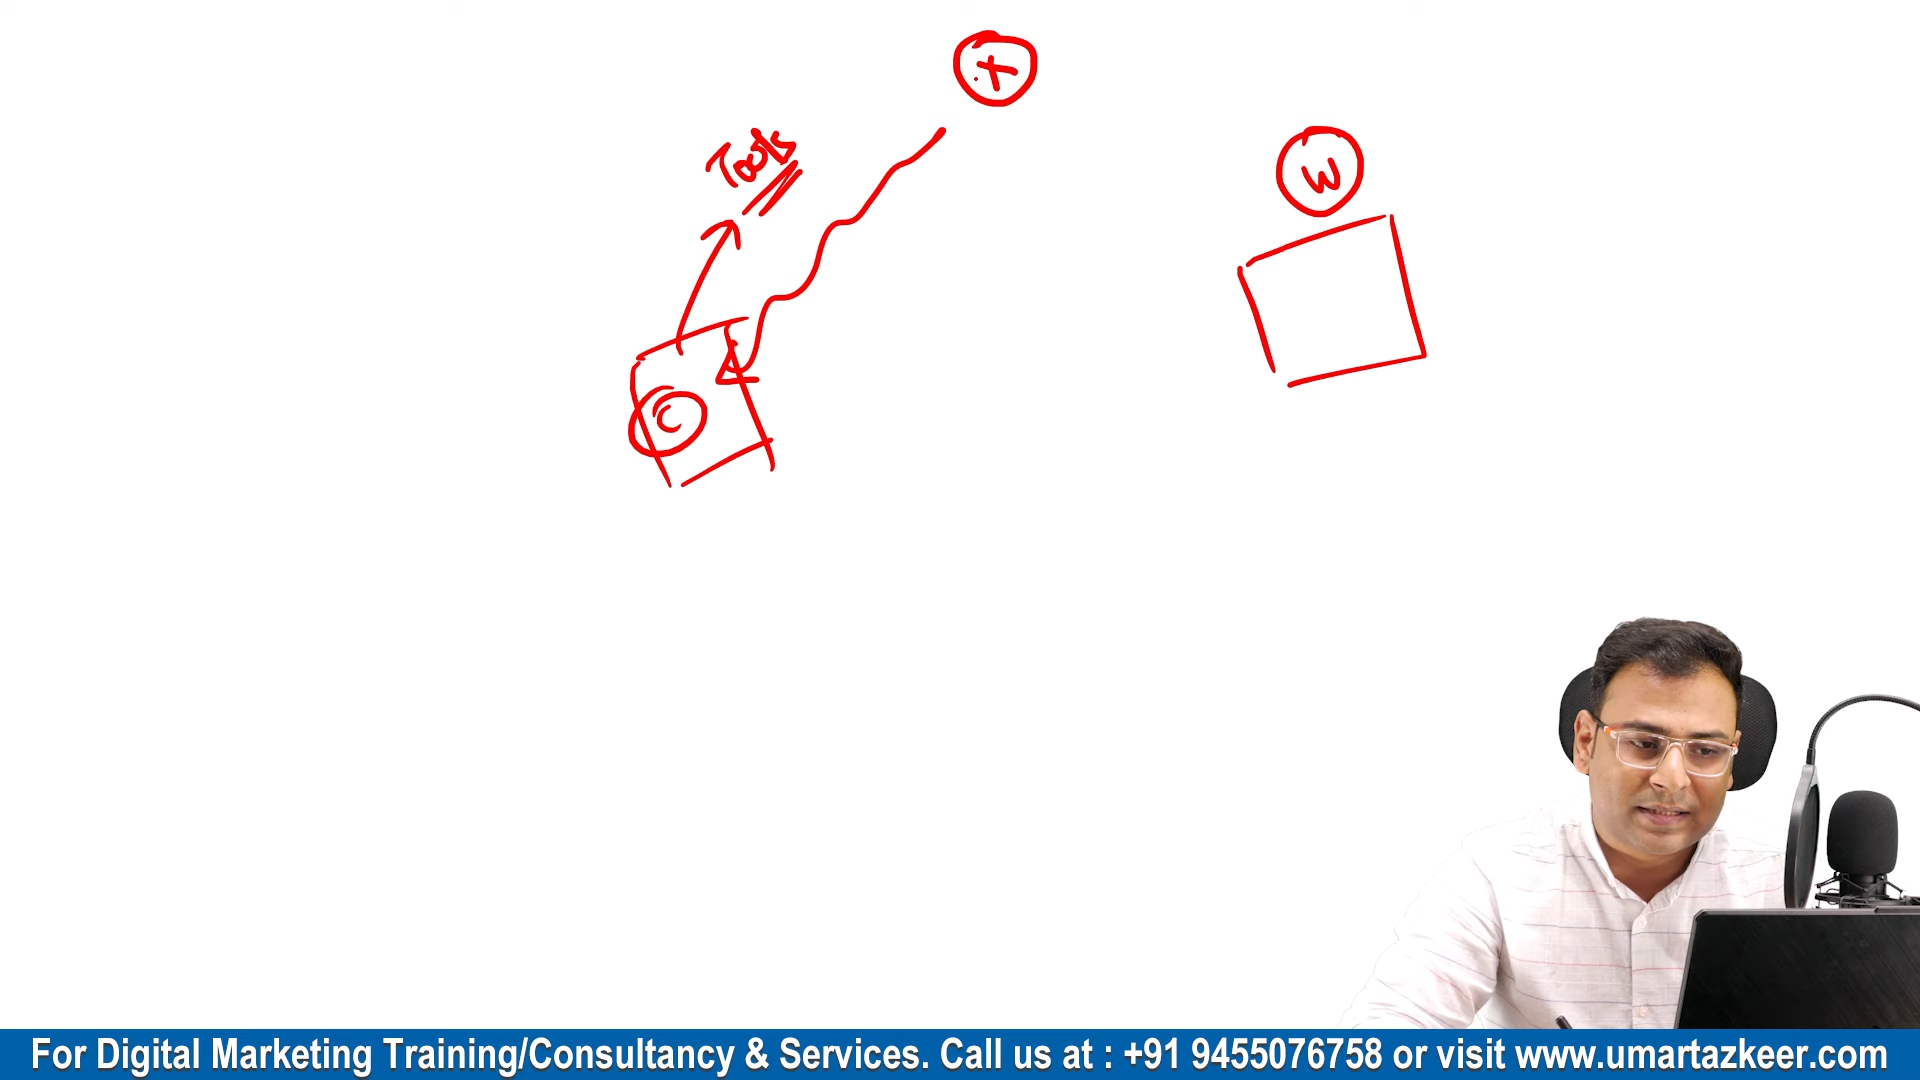 X
Tools
W
C
For Digital Marketing Training/Consultancy & Services. Call us at : +91 9455076758 or visit www.umartazkeer.com